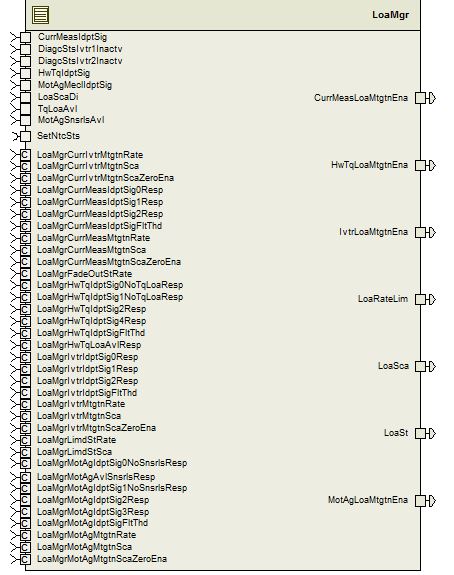 LoaMgr
CurrMeasIdptSig
DiagcStsIvtr1Inactv
DiagcStsIvtr2Inactv
HwTqIdptSig
MotAgMeclIdptSig
LoaScaDi
TqLoaAvl
MotAgSnsrlsAvl
SetNtcSts
C LoaMgrCurrIvtrMtgtnRate
C LoaMgrCurrIvtrMtgtnSca
C LoaMgrCurrIvtrMtgtnScaZeroEna
C LoaMgrCurrMeasIdptSig0Resp
C LoaMgrCurrMeasIdptSig1Resp
C LoaMgrCurrMeasIdptSig2Resp
C LoaMgrCurrMeasIdptSigFltThd
C LoaMgrCurrMeasMtgtnRate
C LoaMgrCurrMeasMtgtnSca
C LoaMgrCurrMeasMtgtnScaZeroEna
C LoaMgrFadeOutStRate
C LoaMgrHwTqIdptSig0NoTqLoaResp
C LoaMgrHwTqIdptSig1NoTqLoaResp
C LoaMgrHwTqIdptSig2Resp
C LoaMgrHwTqIdptSig4Resp
C LoaMgrHwTqIdptSigFltThd
C LoaMgrHwTqLoaAvlResp
C LoaMgrIvtrIdptSig0Resp
C LoaMgrIvtrIdptSig1Resp
C LoaMgrIvtrIdptSig2Resp
C LoaMgrIvtrIdptSigFltThd
C LoaMgrIvtrMtgtnRate
C LoaMgrIvtrMtgtnSca
C LoaMgrIvtrMtgtnScaZeroEna
C LoaMgrLimdStRate
C LoaMgrLimdStSca
C LoaMgrMotAgIdptSig0NoSnsrlsResp
C LoaMgrMotAgAvlSnsrlsResp
C LoaMgrMotAgIdptSig1NoSnsrlsResp
C LoaMgrMotAgIdptSig2Resp
C LoaMgrMotAgIdptSig3Resp
C LoaMgrMotAgIdptSigFltThd
C LoaMgrMotAgMtgtnRate
C LoaMgrMotAgMtgtnSca
C LoaMgrMotAgMtgtnScaZeroEna
CurrMeasLoaMtgtnEna
HwTqLoaMtgtnEna
IvtrLoaMtgtnEna
LoaRateLim
LoaSca
LoaSt
MotAgLoaMtgtnEna